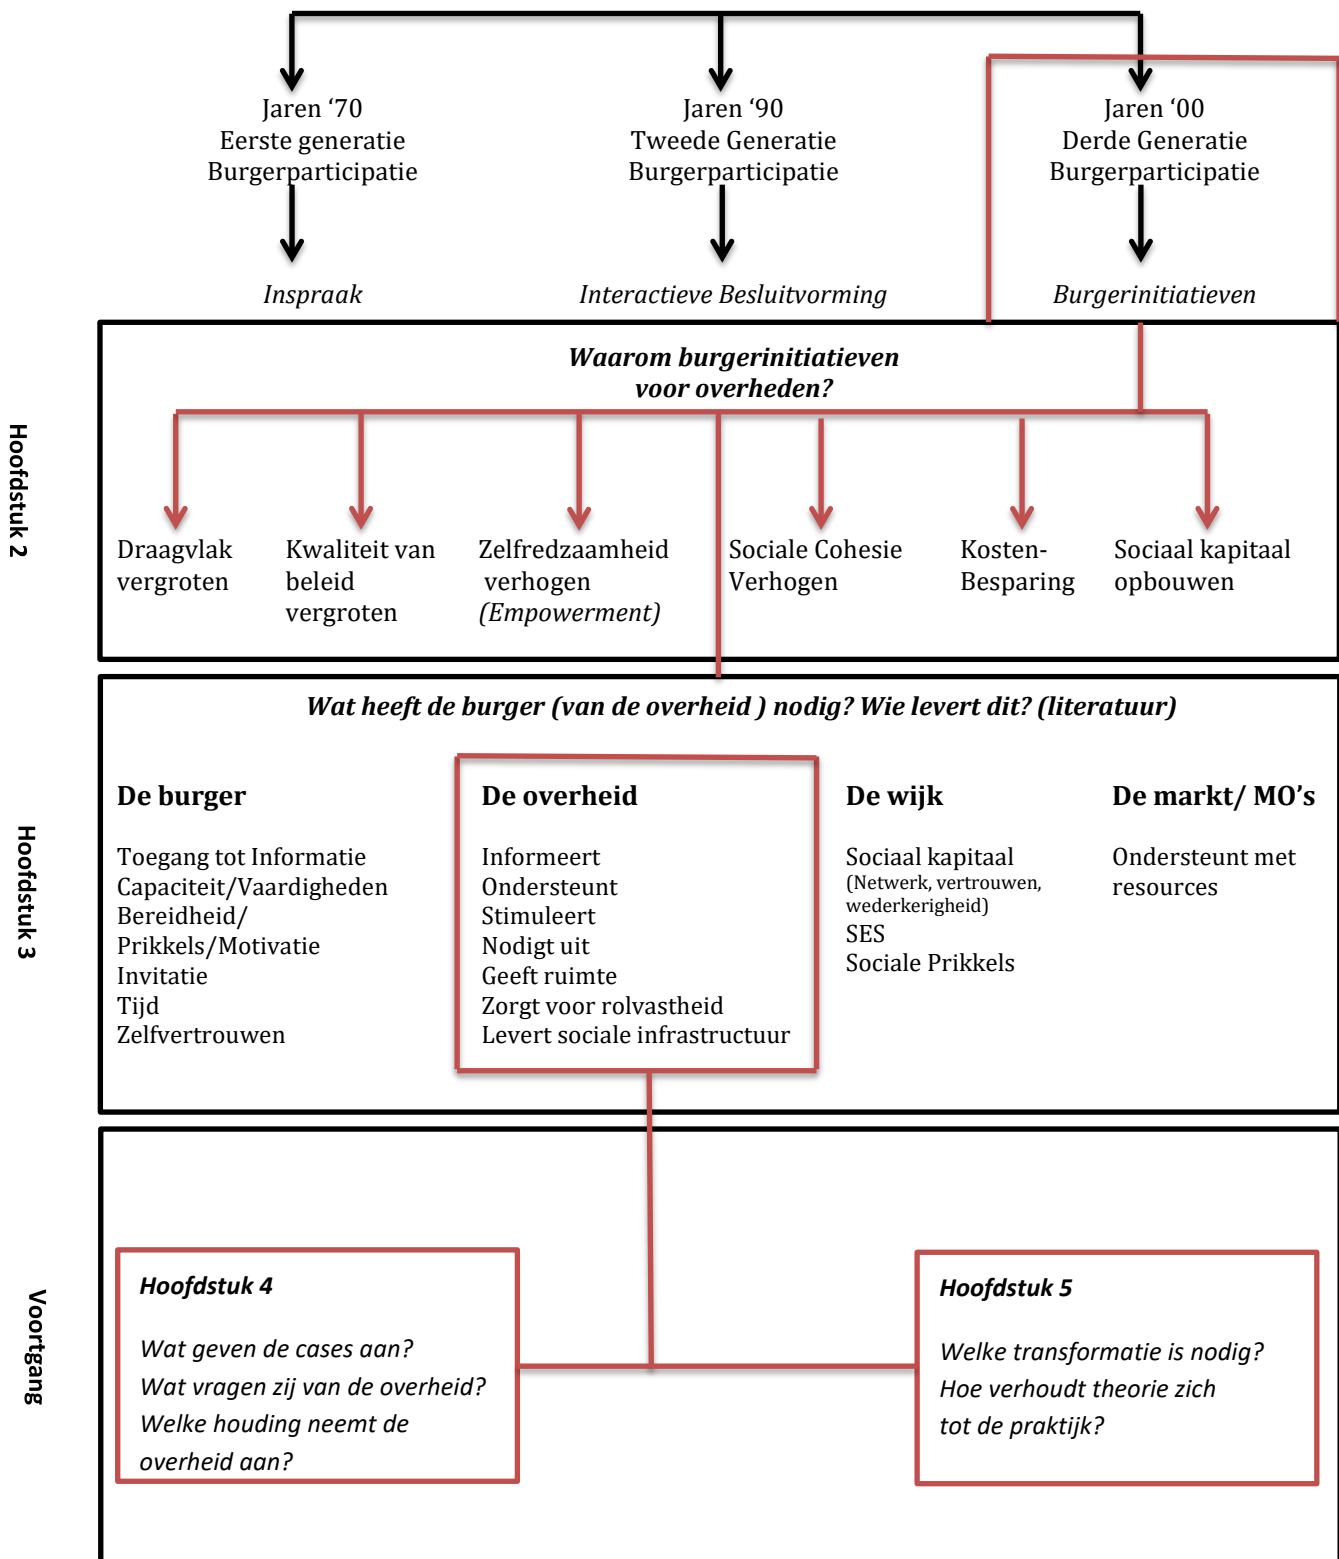 Jaren ‘70
Eerste generatie
Burgerparticipatie
Jaren ‘90
Tweede Generatie
Burgerparticipatie
Jaren ‘00
Derde Generatie
Burgerparticipatie
Inspraak
Interactieve Besluitvorming
Burgerinitiatieven
Hoofdstuk 2
Waarom burgerinitiatieven
voor overheden?
Draagvlak
vergroten
Kwaliteit van
beleid
vergroten
Zelfredzaamheid
verhogen
(Empowerment)
Sociale Cohesie
Verhogen
Kosten-
Besparing
Sociaal kapitaal
opbouwen
Hoofdstuk 3
Wat heeft de burger (van de overheid ) nodig? Wie levert dit? (literatuur)
De burger
Toegang tot Informatie
Capaciteit/Vaardigheden
Bereidheid/
Prikkels/Motivatie
Invitatie
Tijd
Zelfvertrouwen
De overheid
Informeert
Ondersteunt
Stimuleert
Nodigt uit
Geeft ruimte
Zorgt voor rolvastheid
Levert sociale infrastructuur
De wijk
Sociaal kapitaal
(Netwerk, vertrouwen,
wederkerigheid)
SES
Sociale Prikkels
De markt/ MO’s
Ondersteunt met
resources
Voortgang
Hoofdstuk 4
Wat geven de cases aan?
Wat vragen zij van de overheid?
Welke houding neemt de
overheid aan?
Hoofdstuk 5
Welke transformatie is nodig?
Hoe verhoudt theorie zich
tot de praktijk?